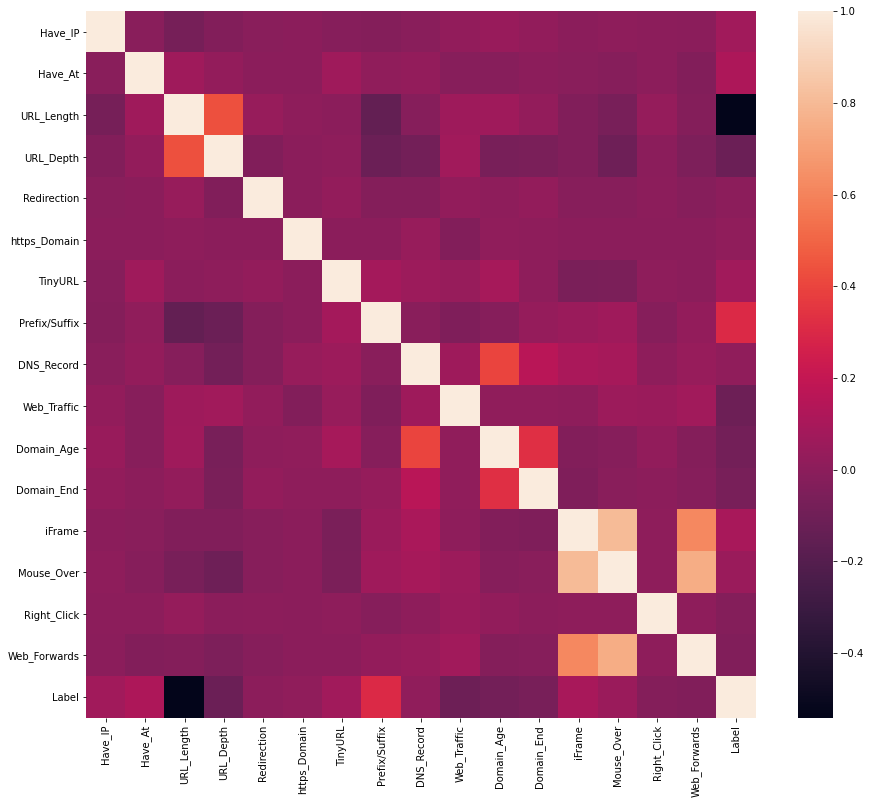 Have_IP
Have_At
URL_Length
URL_Depth
Redirection
https_Domain
TinyURL
Prefix/Suffix
DNS_Record
Web_Traffic
Domain_Age
Domain_End
iFrame
Mouse_Over
Right_Click
Web_Forwards
Label
Have_IP
Have_At
URL_Length
URL_Depth
Redirection
https_Domain
TinyURL
Prefix/Suffix
DNS_Record
Web_Traffic
Domain_Age
Domain_End
iFrame
Mouse_Over
Right_Click
Web_Forwards
Label
1.0
0.8
0.6
0.4
0.2
0.0
−0.2
−0.4